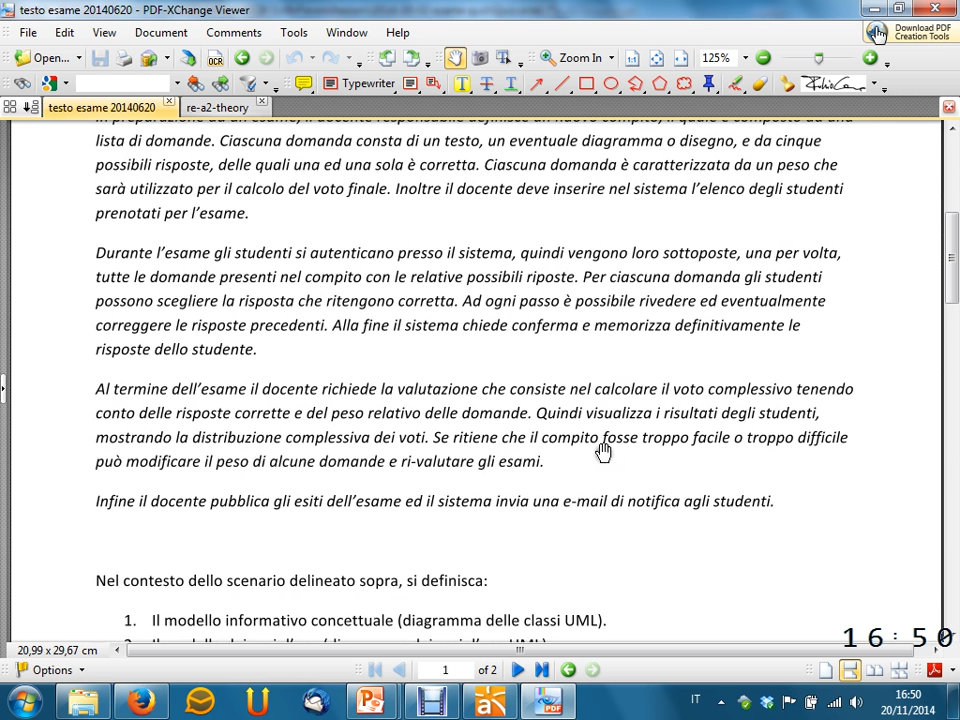 testo esame 20140620 - PDF-XChange Viewer
File Edit View Document Comments Tools Window Help
Download PDF Creation Tools
Open... OCR Zoom In 125%
Typewriter
testo esame 20140620 re-a2-theory
lista di domande. Ciascuna domanda consta di un testo, un eventuale diagramma o disegno, e da cinque
possibili risposte, delle quali una ed una sola è corretta. Ciascuna domanda è caratterizzata da un peso che
sarà utilizzato per il calcolo del voto finale. Inoltre il docente deve inserire nel sistema l’elenco degli studenti
prenotati per l’esame.
Durante l’esame gli studenti si autenticano presso il sistema, quindi vengono loro sottoposte, una per volta,
tutte le domande presenti nel compito con le relative possibili riposte. Per ciascuna domanda gli studenti
possono scegliere la risposta che ritengono corretta. Ad ogni passo è possibile rivedere ed eventualmente
correggere le risposte precedenti. Alla fine il sistema chiede conferma e memorizza definitivamente le
risposte dello studente.
Al termine dell’esame il docente richiede la valutazione che consiste nel calcolare il voto complessivo tenendo
conto delle risposte corrette e del peso relativo delle domande. Quindi visualizza i risultati degli studenti,
mostrando la distribuzione complessiva dei voti. Se ritiene che il compito fosse troppo facile o troppo difficile
può modificare il peso di alcune domande e ri-valutare gli esami.
Infine il docente pubblica gli esiti dell’esame ed il sistema invia una e-mail di notifica agli studenti.
Nel contesto dello scenario delineato sopra, si definisca:
1. Il modello informativo concettuale (diagramma delle classi UML).
16:50
20,99 x 29,67 cm
Options 1 of 2
IT 16:50
20/11/2014